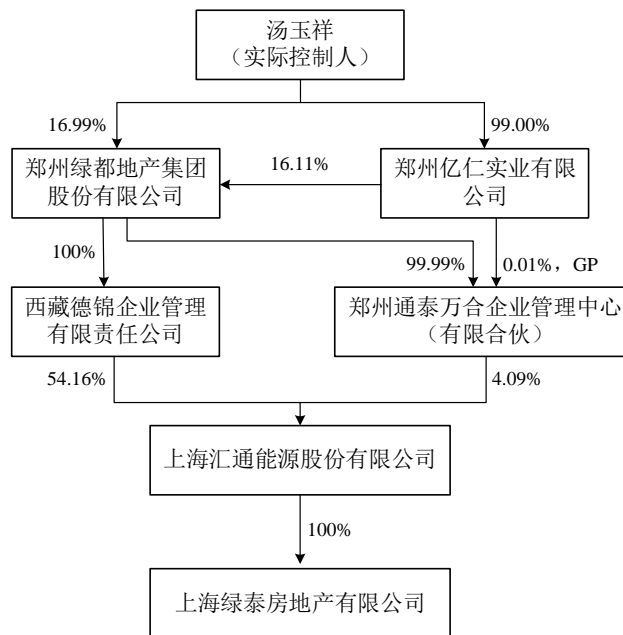 汤玉祥
（实际控制人）
16.99%
99.00%
郑州绿都地产集团
股份有限公司
16.11%
郑州亿仁实业有限
公司
100%
99.99%
0.01%，GP
西藏德锦企业管理
有限责任公司
郑州通泰万合企业管理中心
（有限合伙）
54.16%
4.09%
上海汇通能源股份有限公司
100%
上海绿泰房地产有限公司